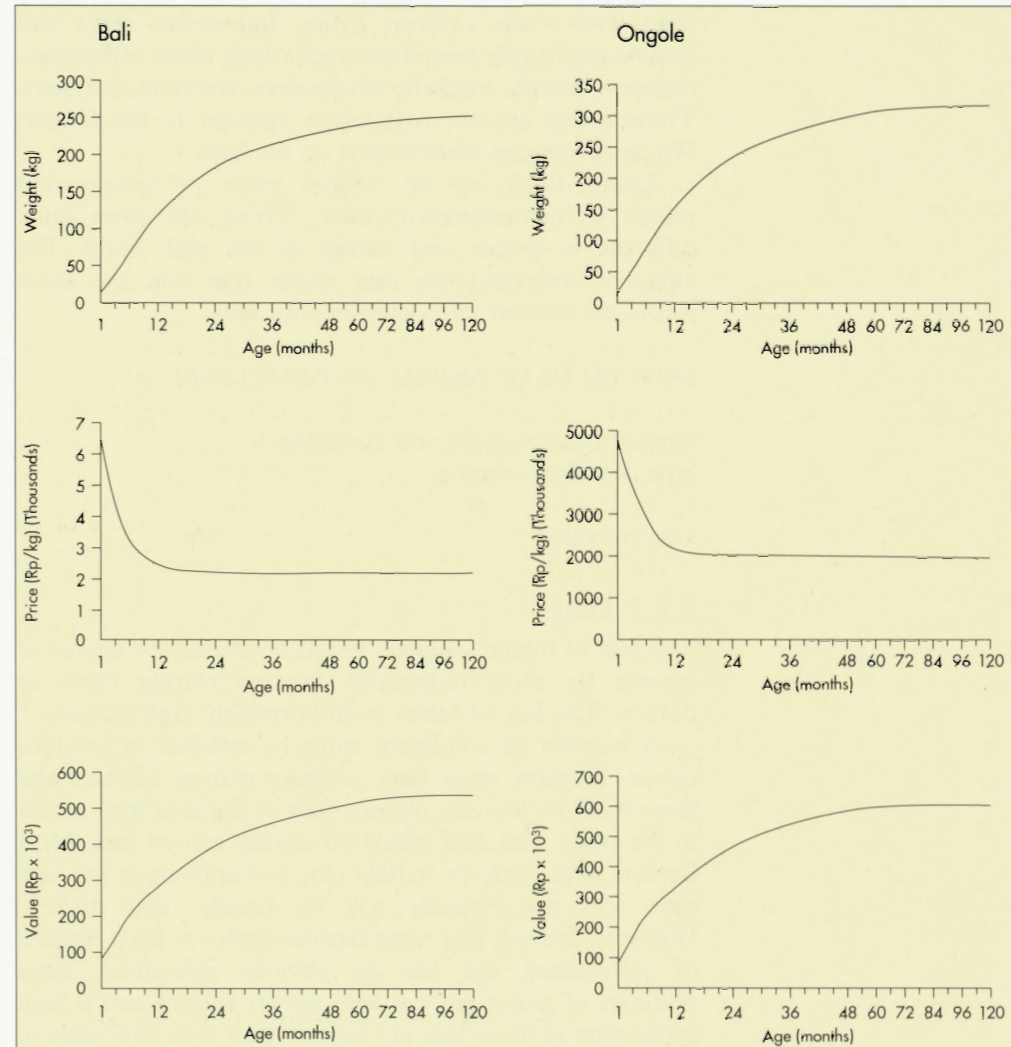 Bali
Ongole
Weight (kg)
300
250
200
150
100
50
0
1 12 24 36 48 60 72 84 96 120
Age (months)
Weight (kg)
350
300
250
200
150
100
50
0
1 12 24 36 48 60 72 84 96 120
Age (months)
Price (Rp/kg) (Thousands)
7
6
5
4
3
2
1
0
1 12 24 36 48 60 72 84 96 120
Age (months)
Price (Rp/kg) (Thousands)
5000
4000
3000
2000
1000
0
1 12 24 36 48 60 72 84 96 120
Age (months)
Value (Rp x 10³)
600
500
400
300
200
100
0
1 12 24 36 48 60 72 84 96 120
Age (months)
Value (Rp x 10³)
700
600
500
400
300
200
100
0
1 12 24 36 48 60 72 84 96 120
Age (months)